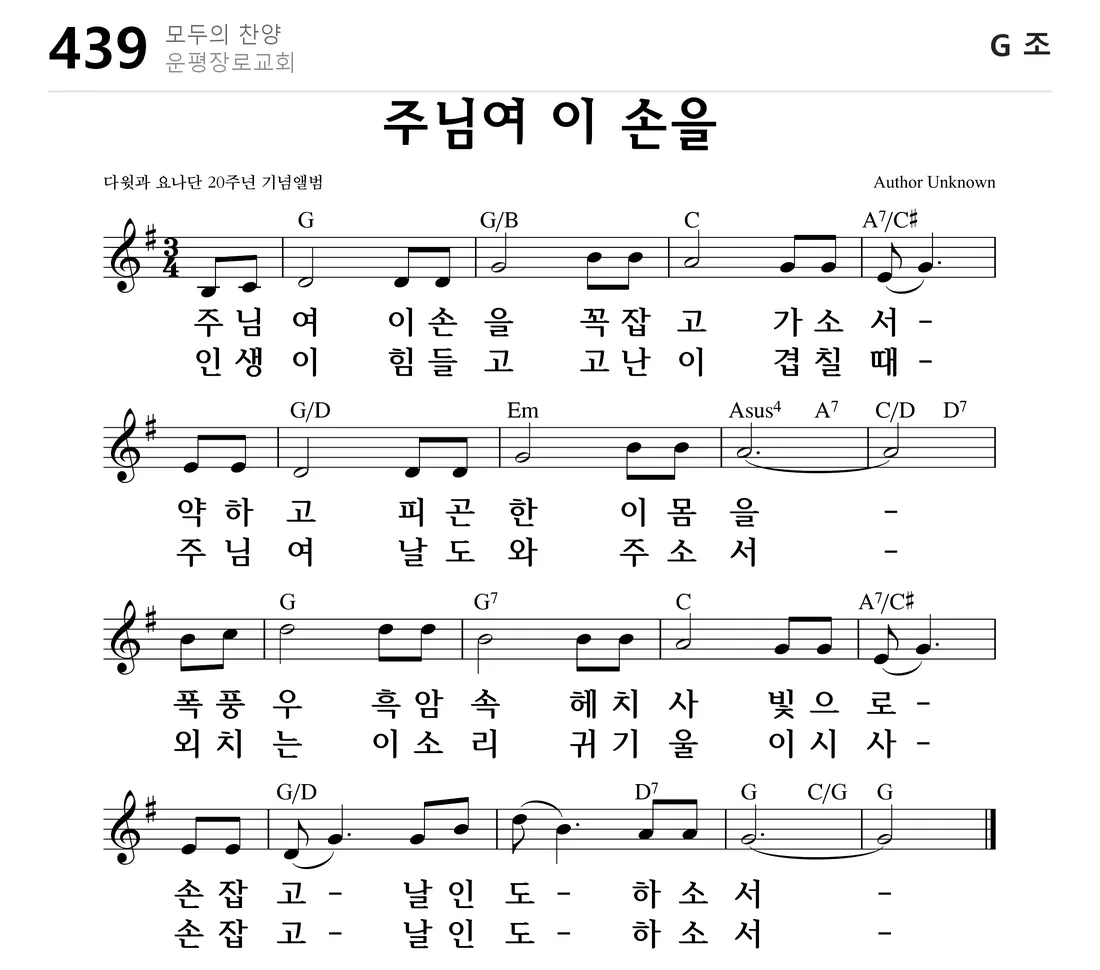 439 모두의 찬양
운평장로교회
G 조
주님여 이 손을
다윗과 요나단 20주년 기념앨범 Author Unknown
G G/B C A7/C♯
3/4
주 님 여 이 손 을 꼭 잡 고 가 소 서 -
인 생 이 힘 들 고 고 난 이 겹 칠 때 -
G/D Em Asus4 A7 C/D D7
약 하 고 피 곤 한 이 몸 을 -
주 님 여 날 도 와 주 소 서 -
G G7 C A7/C♯
폭 풍 우 흑 암 속 헤 치 사 빛 으 로 -
외 치 는 이 소 리 귀 기 울 이 시 사 -
G/D D7 G C/G G
손 잡 고 - 날 인 도 - 하 소 서 -
손 잡 고 - 날 인 도 - 하 소 서 -